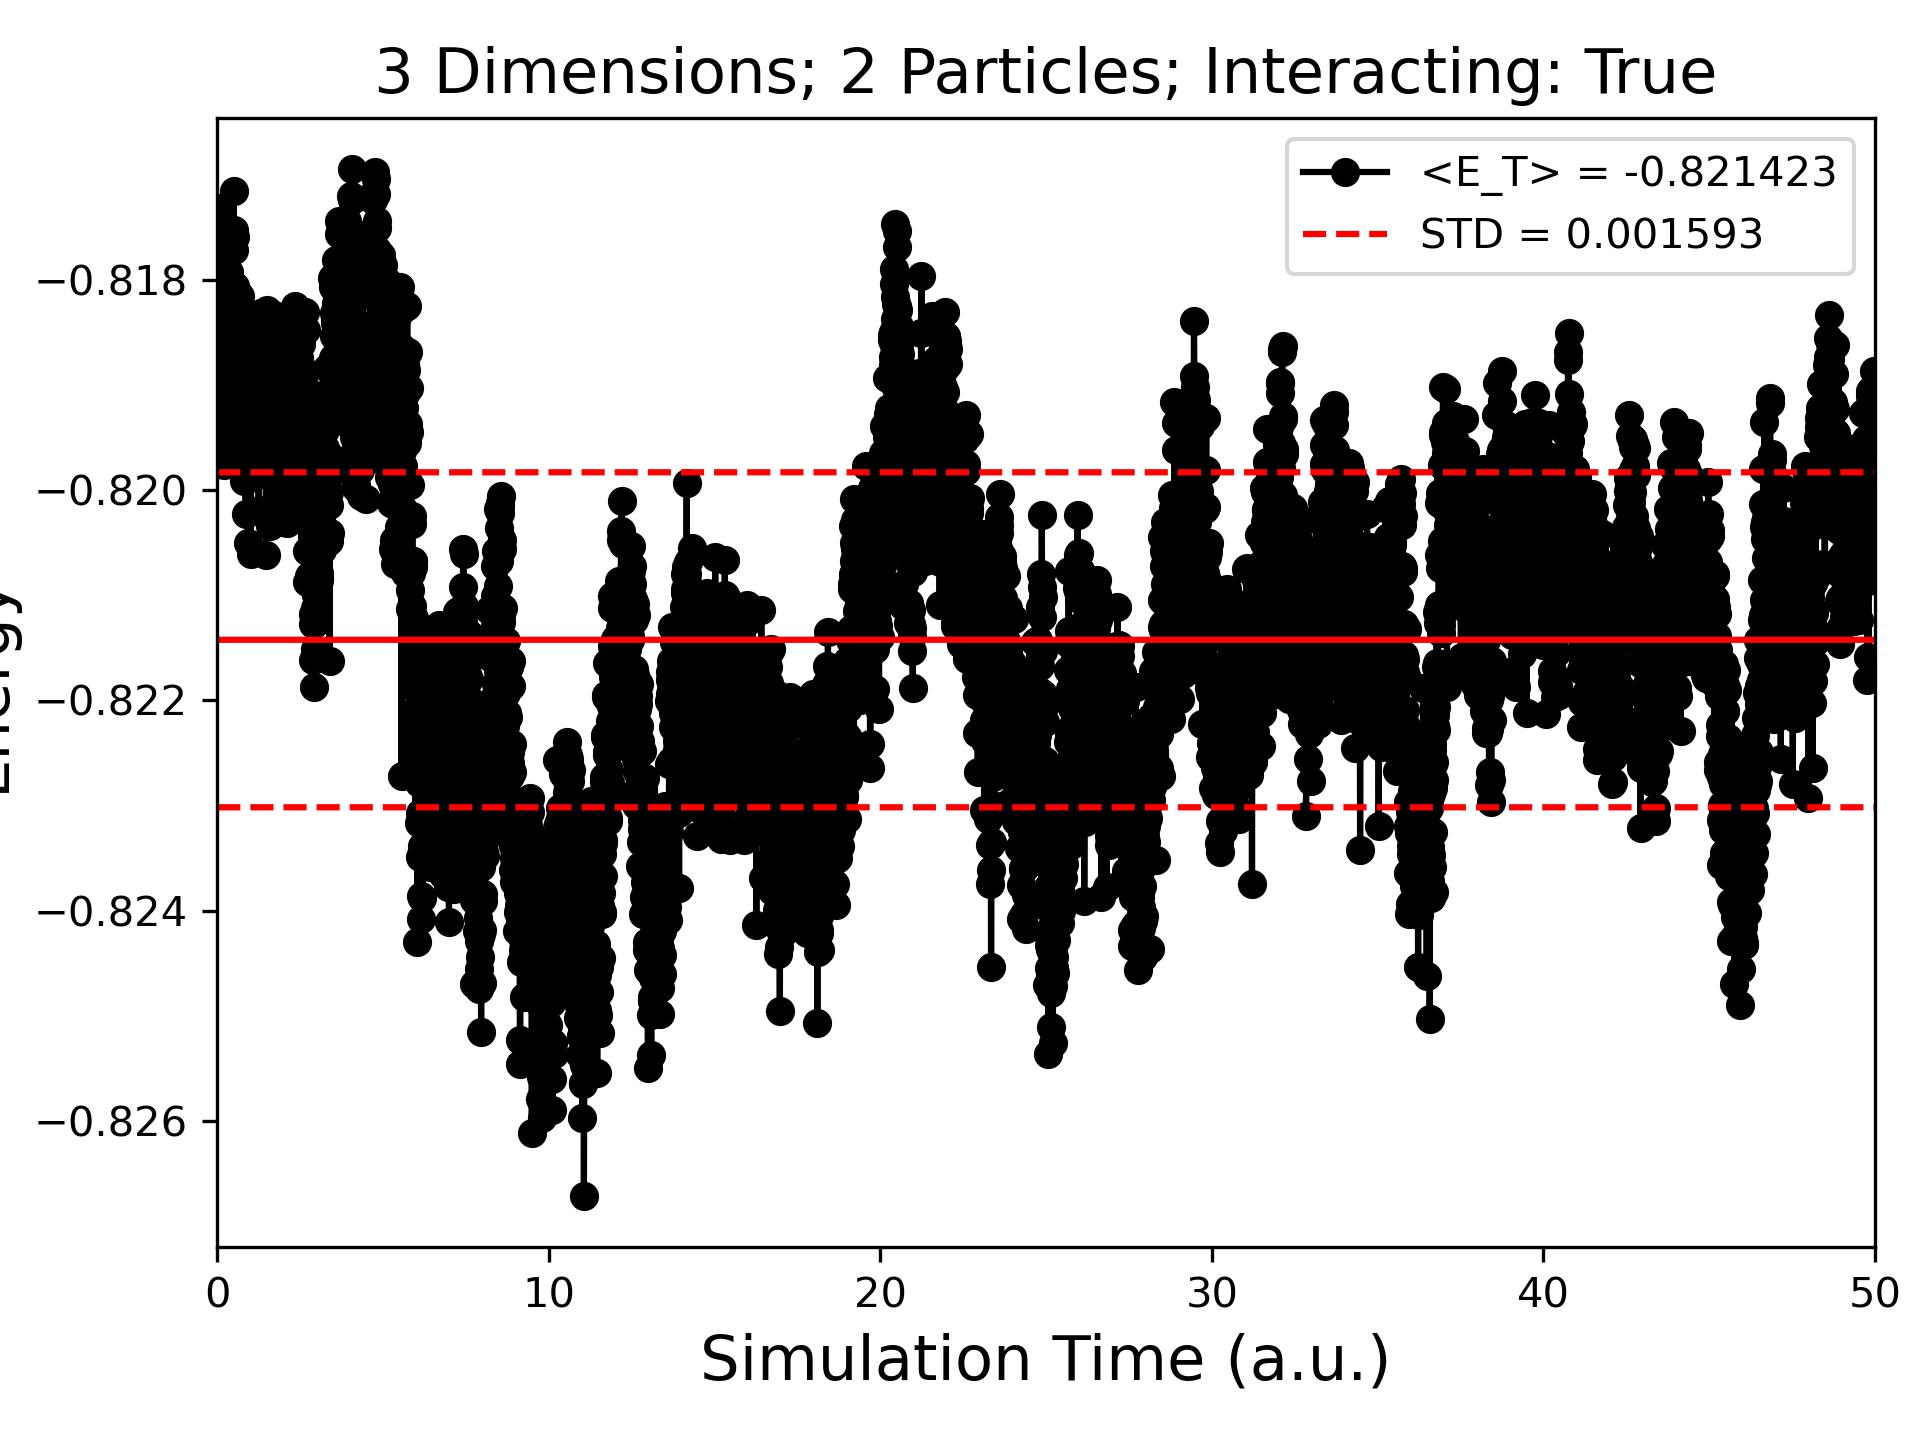 3 Dimensions; 2 Particles; Interacting: True
<E_T> = -0.821423
STD = 0.001593
−0.818
−0.820
−0.822
−0.824
−0.826
Energy
0 10 20 30 40 50
Simulation Time (a.u.)